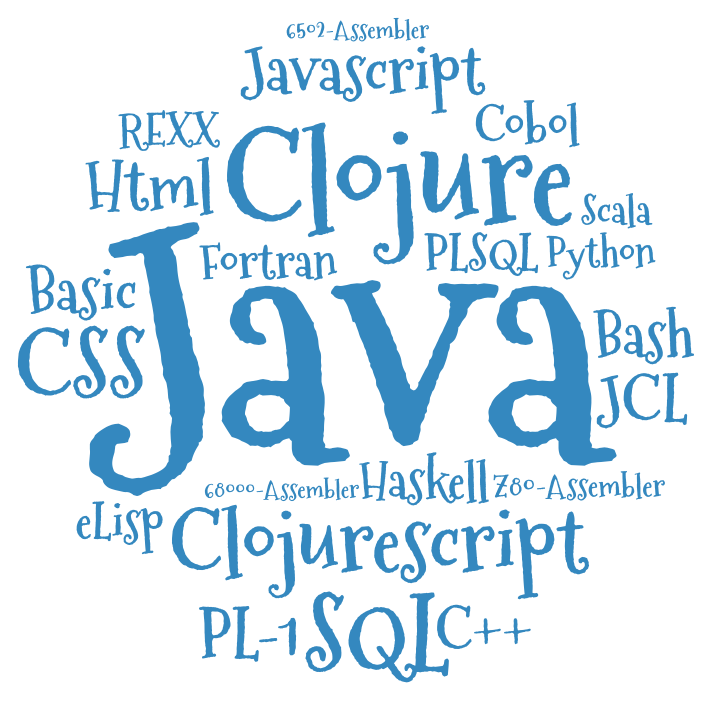 6502-Assembler
Javascript
REXX
Cobol
Clojure
Html
Scala
Fortran
PLSQL
Python
Basic
Java
CSS
Bash
JCL
68000-Assembler
Haskell
Z80-Assembler
eLisp
Clojurescript
PL-1
SQL
C++